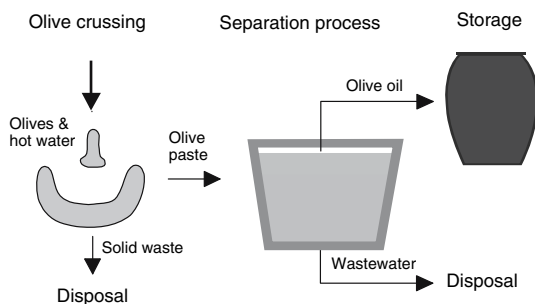 Olive crussing
Separation process
Storage
Olive oil
Olives &
hot water
Olive
paste
Solid waste
Wastewater
Disposal
Disposal